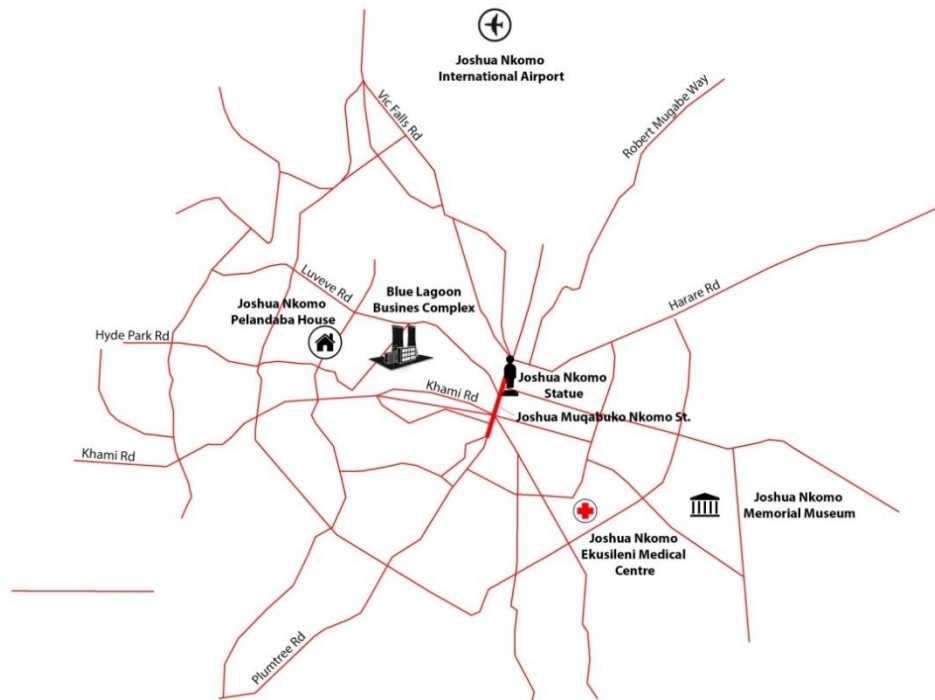 Joshua Nkomo
International Airport
Vic Falls Rd
Robert Mugabe Way
Luveve Rd
Blue Lagoon
Busines Complex
Harare Rd
Joshua Nkomo
Pelandaba House
Hyde Park Rd
Joshua Nkomo
Statue
Khami Rd
Joshua Muqabuko Nkomo St.
Khami Rd
Joshua Nkomo
Memorial Museum
Joshua Nkomo
Ekusileni Medical
Centre
Plumtree Rd